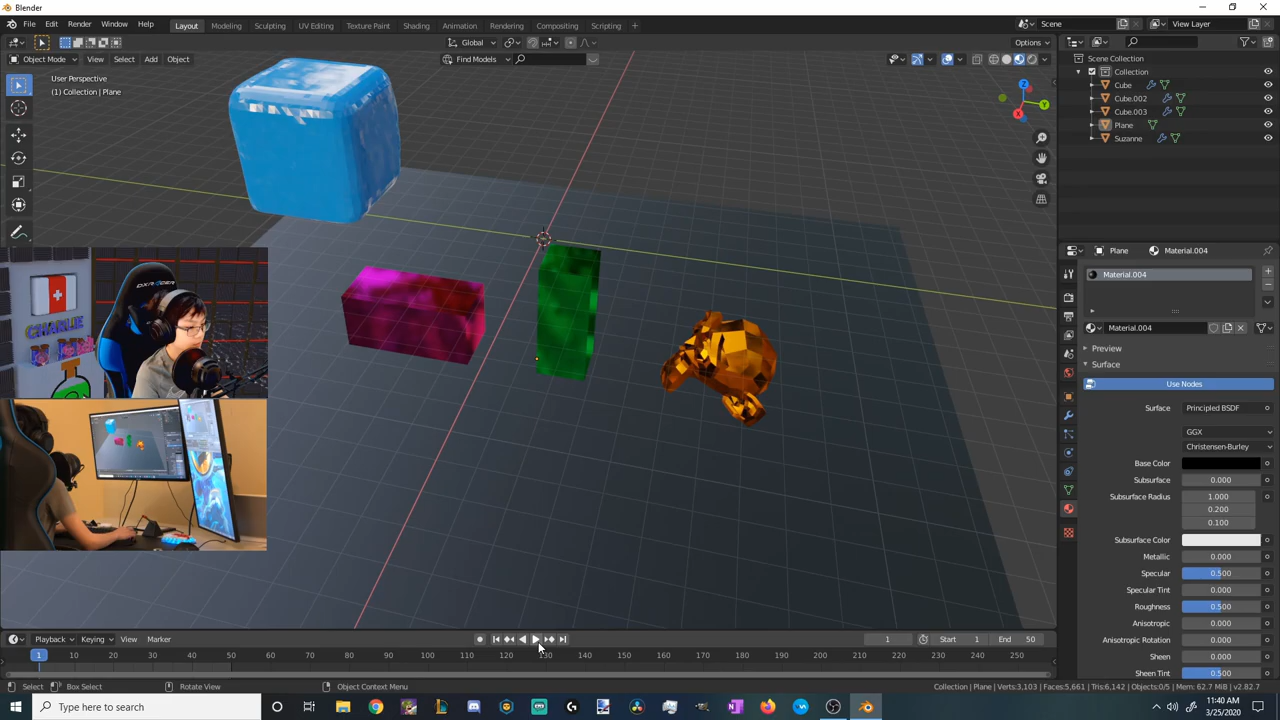 Blender
File Edit Render Window Help
Layout Modeling Sculpting UV Editing Texture Paint Shading Animation Rendering Compositing Scripting +
Scene
View Layer
Global
Options
Object Mode View Select Add Object
Find Models
User Perspective
(1) Collection | Plane
Scene Collection
Collection
Cube
Cube.002
Cube.003
Plane
Suzanne
Z
Y
X
Plane Material.004
Material.004
Material.004
Preview
Surface
Use Nodes
Surface Principled BSDF
GGX
Christensen-Burley
Base Color
Subsurface 0.000
Subsurface Radius 1.000
0.200
0.100
Subsurface Color
Metallic 0.000
Specular 0.500
Specular Tint 0.000
Roughness 0.500
Anisotropic 0.000
Anisotropic Rotation 0.000
Sheen 0.000
Sheen Tint 0.500
DXRACER
CHARLIE
Playback Keying View Marker
1 Start 1 End 50
1 10 20 30 40 50 60 70 80 90 100 110 120 130 140 150 160 170 180 190 200 210 220 230 240 250
Select Box Select Rotate View Object Context Menu
Collection | Plane | Verts:3,103 | Faces:5,661 | Tris:6,142 | Objects:0/5 | Mem: 62.7 MiB | v2.82.7
Type here to search
11:40 AM
3/25/2020